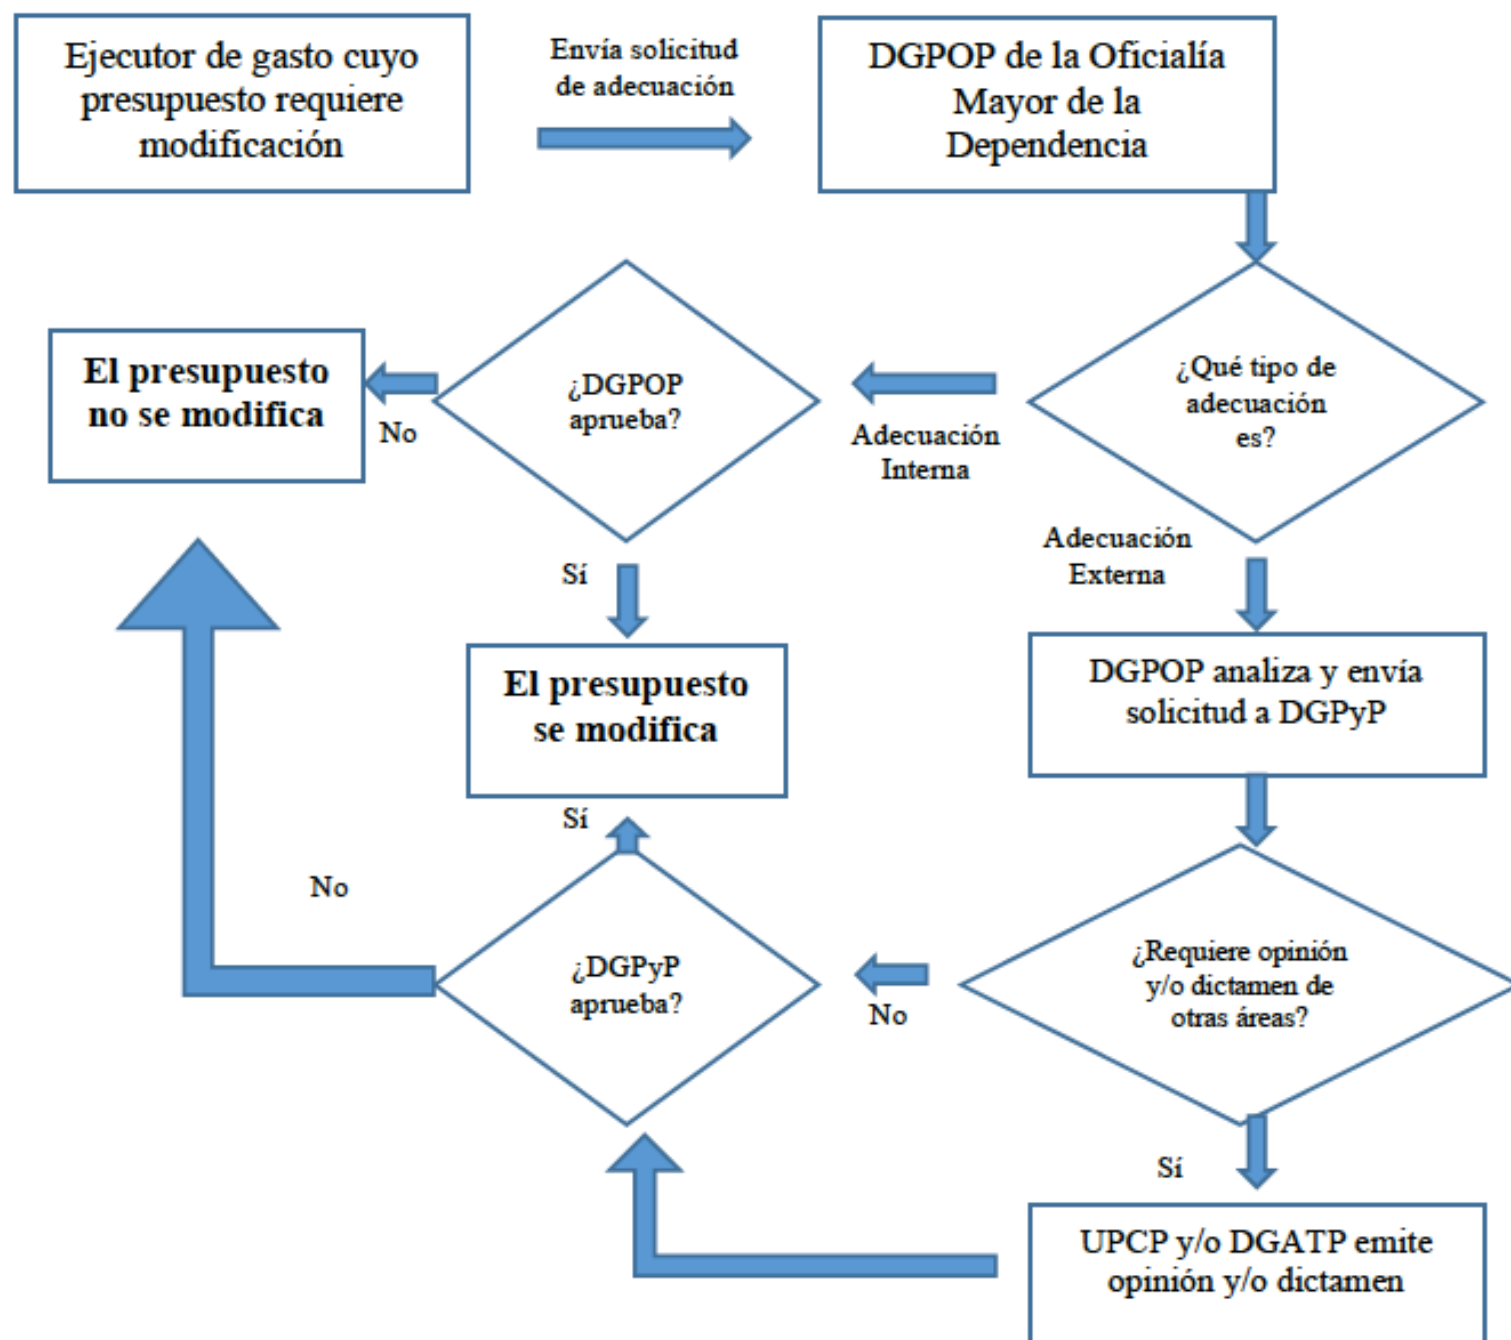 Ejecutor de gasto cuyo
presupuesto requiere
modificación
Envía solicitud
de adecuación
DGPOP de la Oficialía
Mayor de la
Dependencia
¿Qué tipo de
adecuación
es?
Adecuación
Interna
¿DGPOP
aprueba?
No
El presupuesto
no se modifica
Sí
El presupuesto
se modifica
Adecuación
Externa
DGPOP analiza y envía
solicitud a DGPyP
¿Requiere opinión
y/o dictamen de
otras áreas?
No
¿DGPyP
aprueba?
Sí
No
Sí
UPCP y/o DGATP emite
opinión y/o dictamen